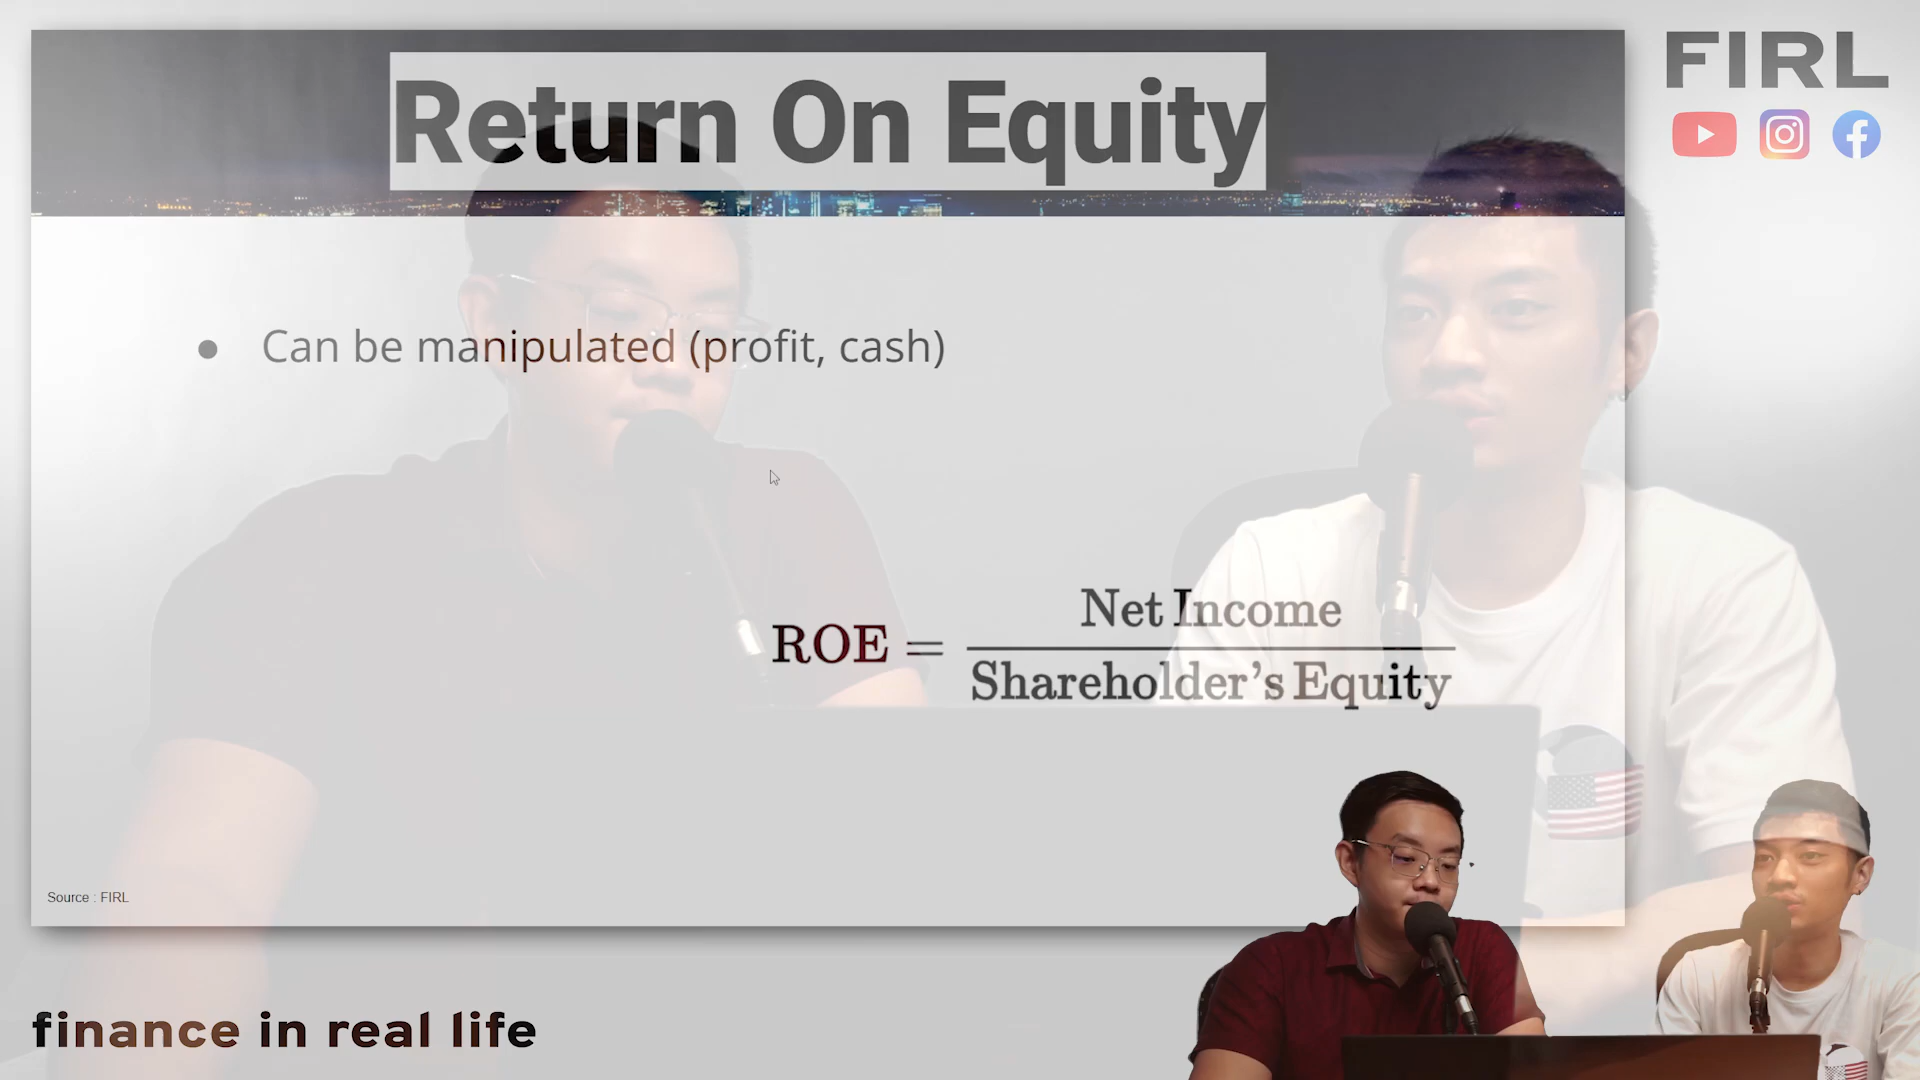 Return On Equity
FIRL
● Can be manipulated (profit, cash)
ROE = Net Income
Shareholder's Equity
Source : FIRL
finance in real life